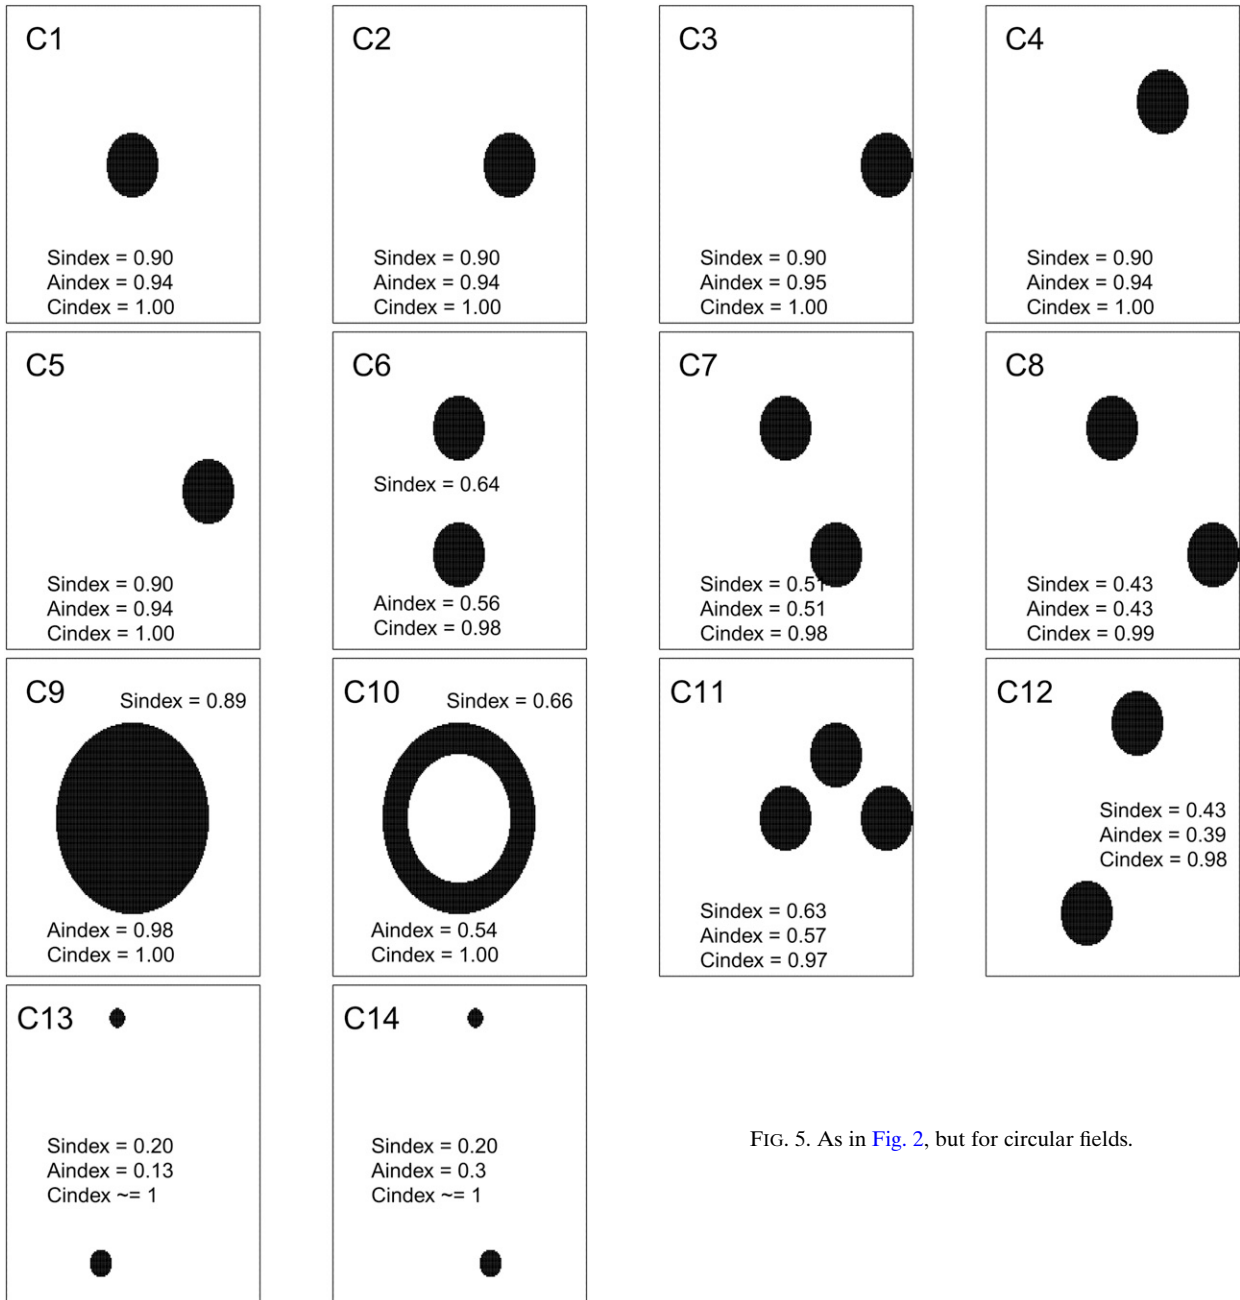 C1
Sindex = 0.90
Aindex = 0.94
Cindex = 1.00
C2
Sindex = 0.90
Aindex = 0.94
Cindex = 1.00
C3
Sindex = 0.90
Aindex = 0.95
Cindex = 1.00
C4
Sindex = 0.90
Aindex = 0.94
Cindex = 1.00
C5
Sindex = 0.90
Aindex = 0.94
Cindex = 1.00
C6
Sindex = 0.64
Aindex = 0.56
Cindex = 0.98
C7
Sindex = 0.51
Aindex = 0.51
Cindex = 0.98
C8
Sindex = 0.43
Aindex = 0.43
Cindex = 0.99
C9
Sindex = 0.89
Aindex = 0.98
Cindex = 1.00
C10
Sindex = 0.66
Aindex = 0.54
Cindex = 1.00
C11
Sindex = 0.63
Aindex = 0.57
Cindex = 0.97
C12
Sindex = 0.43
Aindex = 0.39
Cindex = 0.98
C13
Sindex = 0.20
Aindex = 0.13
Cindex ~= 1
C14
Sindex = 0.20
Aindex = 0.3
Cindex ~= 1
FIG. 5. As in Fig. 2, but for circular fields.